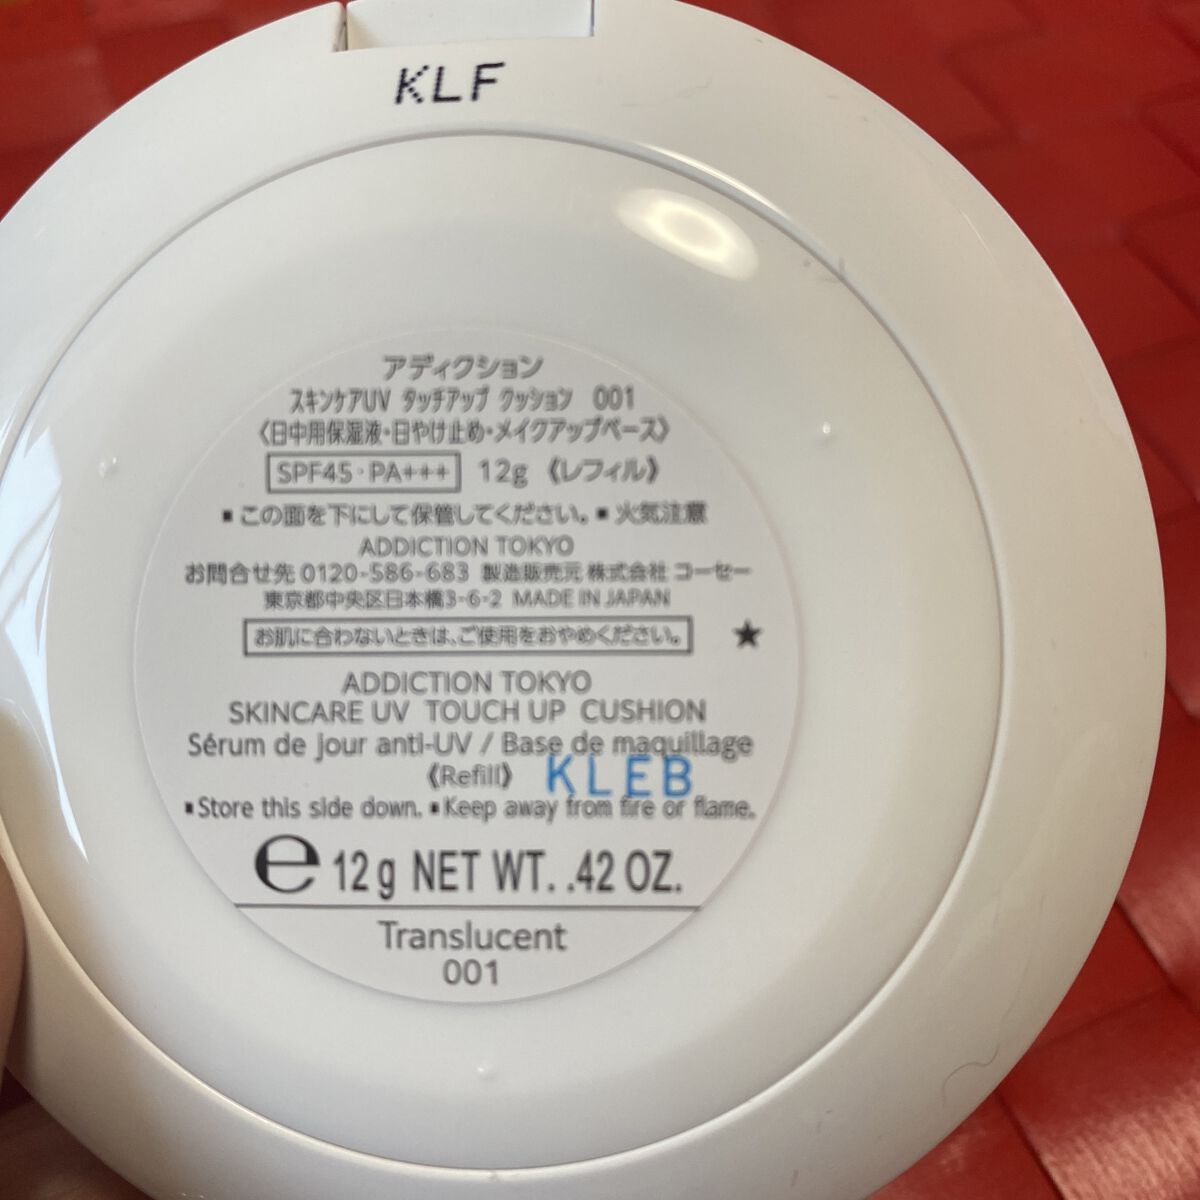 KLF
アディクション
スキンケアUV タッチアップ クッション 001
〈日中用保湿液・日やけ止め・メイクアップベース〉
SPF45・PA+++ 12g 《レフィル》
▪この面を下にして保管してください。▪火気注意
ADDICTION TOKYO
お問合せ先 0120-586-683 製造販売元 株式会社 コーセー
東京都中央区日本橋3-6-2 MADE IN JAPAN
お肌に合わないときは、ご使用をおやめください。 ★
ADDICTION TOKYO
SKINCARE UV TOUCH UP CUSHION
Sérum de jour anti-UV / Base de maquillage
《Refill》 KLEB
▪Store this side down. ▪Keep away from fire or flame.
℮ 12g NET WT. .42 OZ.
Translucent
001